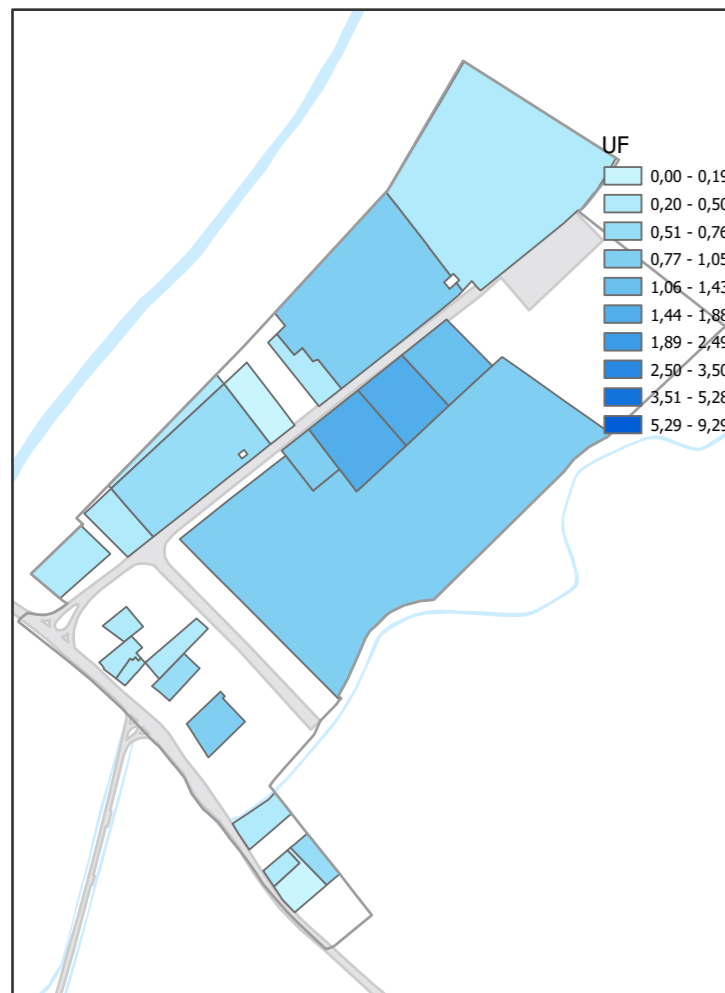 UF
0,00 - 0,19
0,20 - 0,50
0,51 - 0,76
0,77 - 1,05
1,06 - 1,43
1,44 - 1,88
1,89 - 2,49
2,50 - 3,50
3,51 - 5,28
5,29 - 9,29